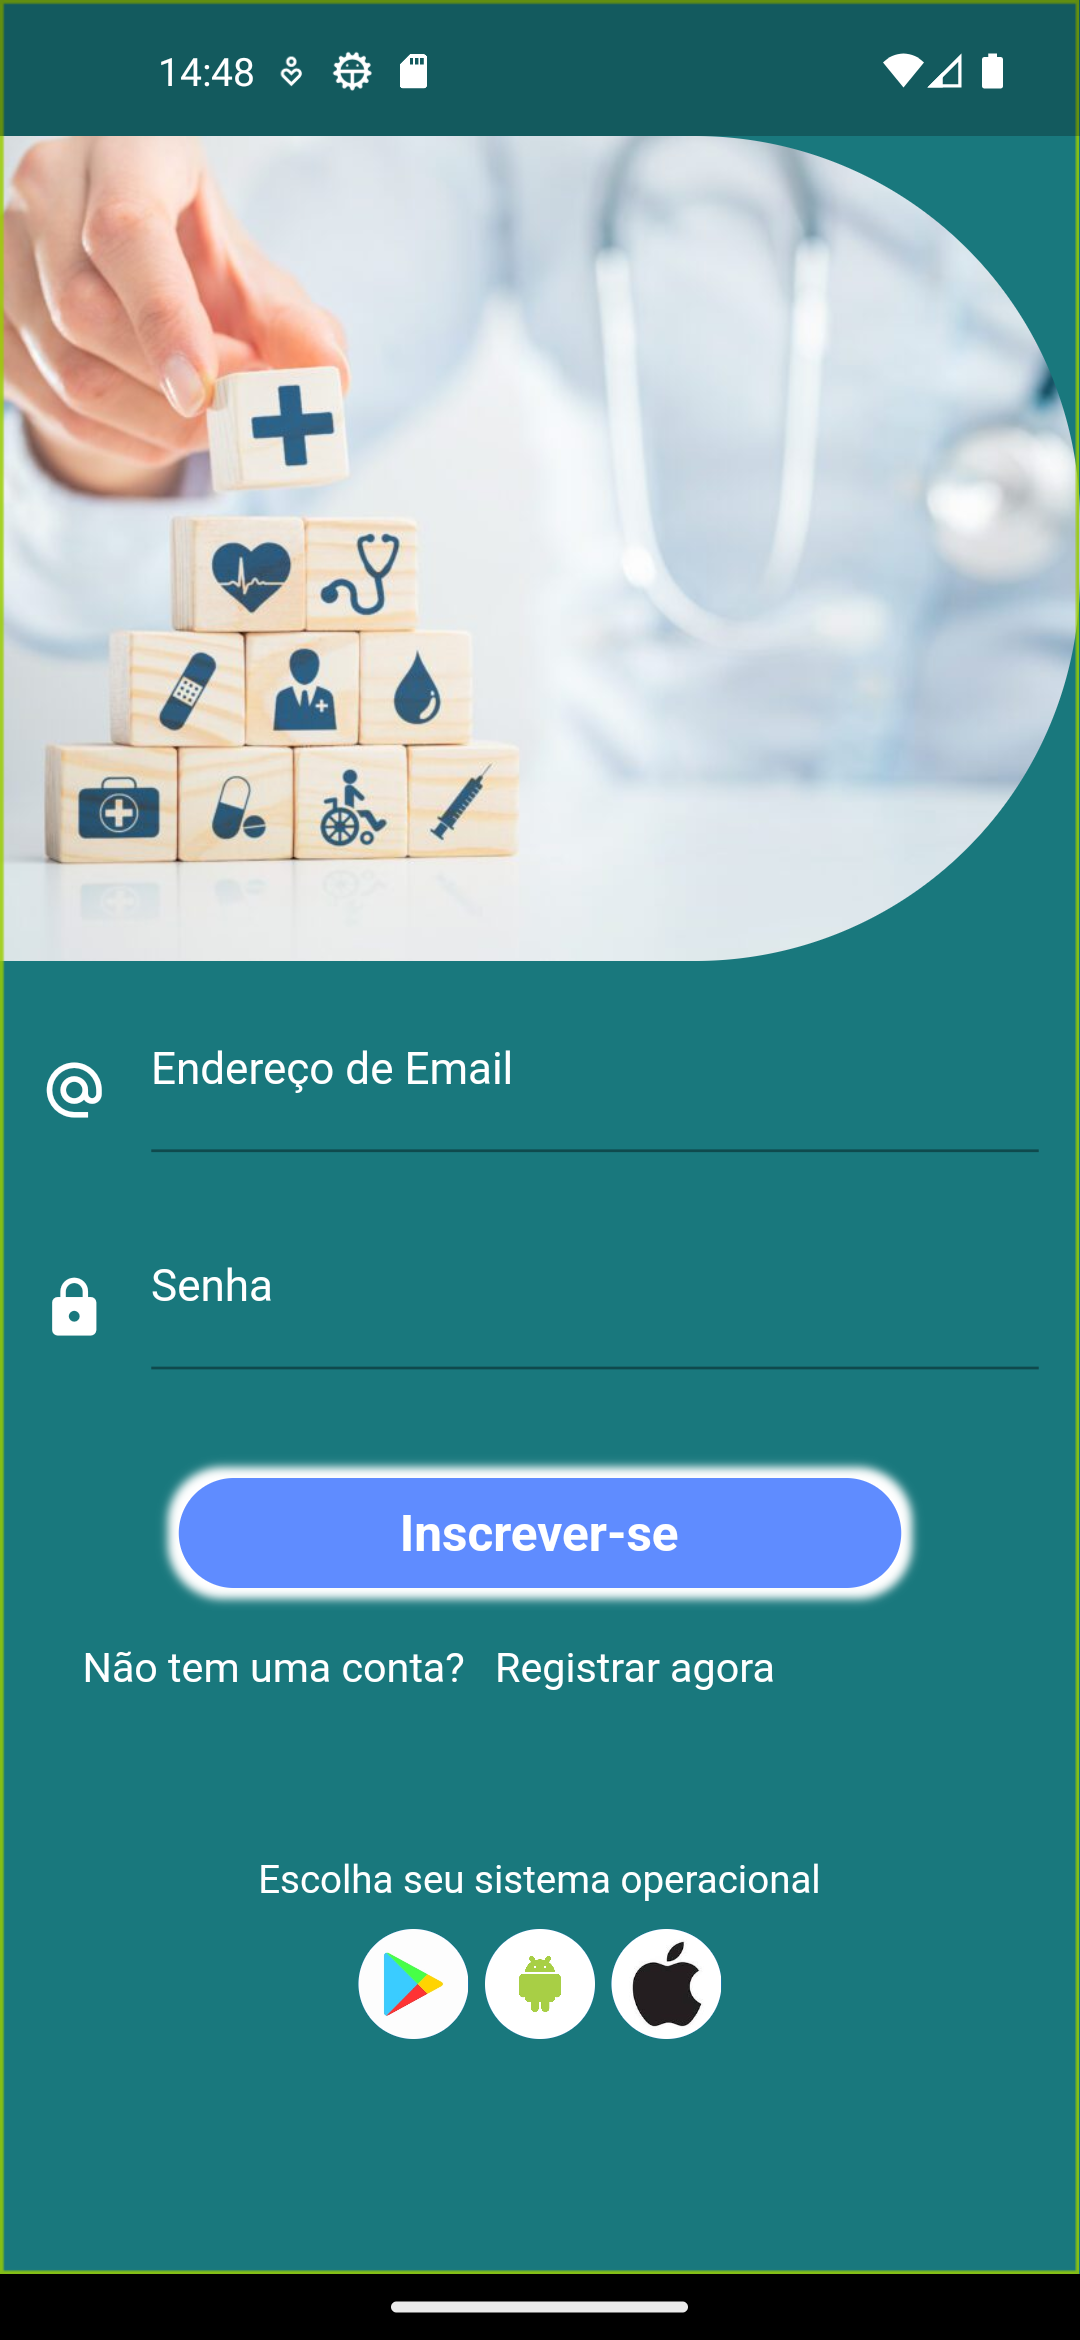 14:48
Endereço de Email
Senha
Inscrever-se
Não tem uma conta? Registrar agora
Escolha seu sistema operacional